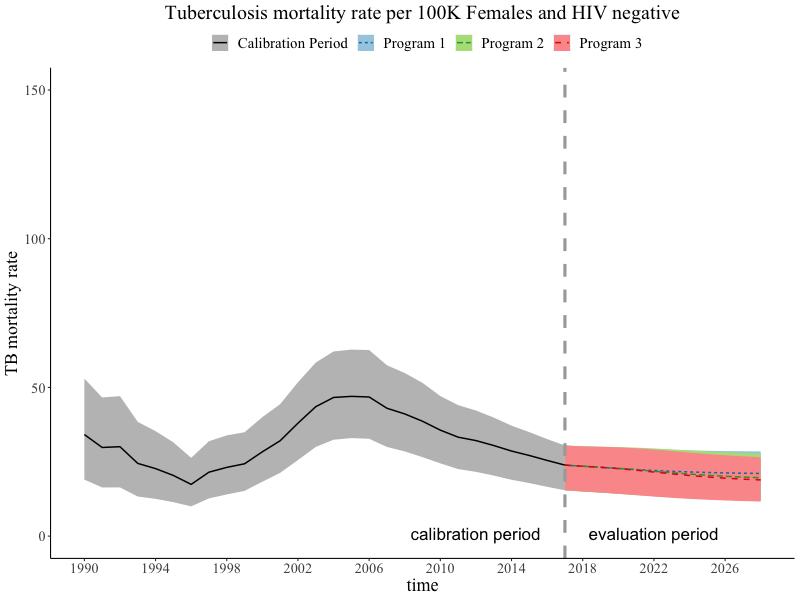 Tuberculosis mortality rate per 100K Females and HIV negative
Calibration Period Program 1 Program 2 Program 3
TB mortality rate
150
100
50
0
calibration period evaluation period
1990 1994 1998 2002 2006 2010 2014 2018 2022 2026
time